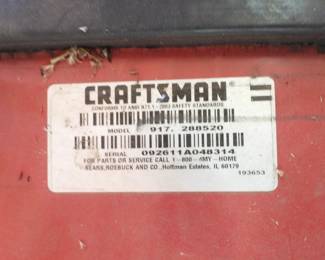 CRAFTSMAN
CONFORMS TO ANSI B71.1-2003 SAFETY STANDARDS
MODEL 917. 288520
SERIAL 092611A048314
FOR PARTS OR SERVICE CALL 1-800-4MY-HOME
SEARS,ROEBUCK AND CO.,Hoffman Estates, IL 60179
193653